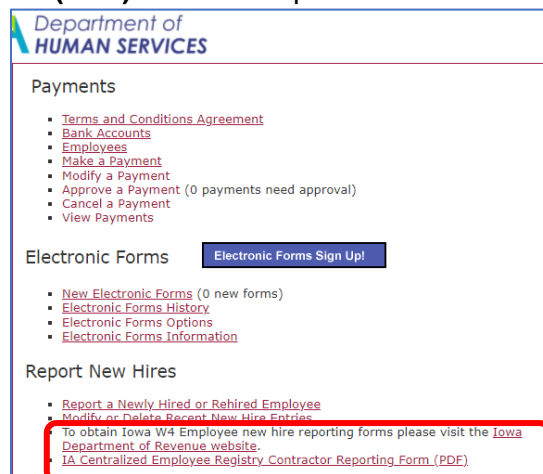 Department of
HUMAN SERVICES
Payments
Terms and Conditions Agreement
Bank Accounts
Employees
Make a Payment
Modify a Payment
Approve a Payment (0 payments need approval)
Cancel a Payment
View Payments
Electronic Forms Electronic Forms Sign Up!
New Electronic Forms (0 new forms)
Electronic Forms History
Electronic Forms Options
Electronic Forms Information
Report New Hires
Report a Newly Hired or Rehired Employee
Modify or Delete Recent New Hire Entries
To obtain Iowa W4 Employee new hire reporting forms please visit the Iowa
Department of Revenue website.
IA Centralized Employee Registry Contractor Reporting Form (PDF)